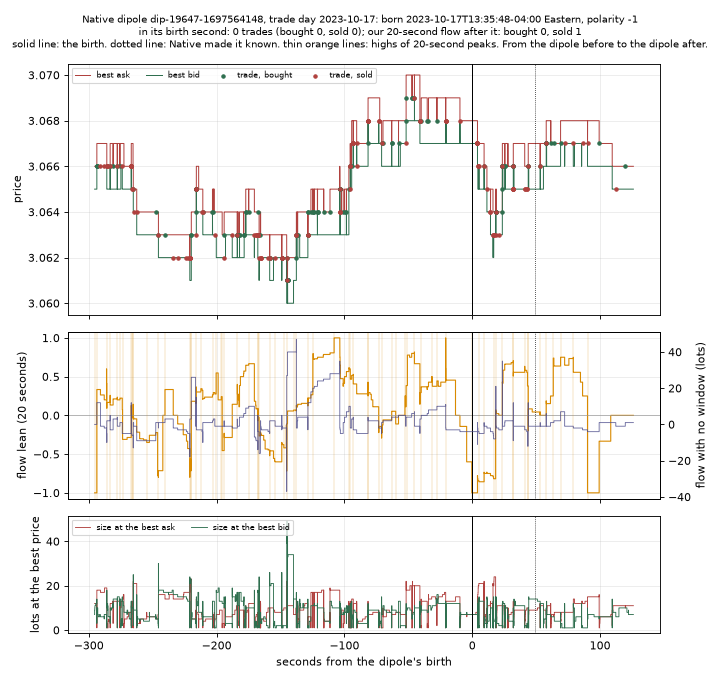 Native dipole dip-19647-1697564148, trade day 2023-10-17: born 2023-10-17T13:35:48-04:00 Eastern, polarity -1
in its birth second: 0 trades (bought 0, sold 0); our 20-second flow after it: bought 0, sold 1
solid line: the birth. dotted line: Native made it known. thin orange lines: highs of 20-second peaks. From the dipole before to the dipole after.
best ask best bid trade, bought trade, sold
3.070
3.068
3.066
3.064
3.062
3.060
price
1.0
0.5
0.0
−0.5
−1.0
flow lean (20 seconds)
40
20
0
−20
−40
flow with no window (lots)
size at the best ask size at the best bid
40
20
0
lots at the best price
−300 −200 −100 0 100
seconds from the dipole's birth